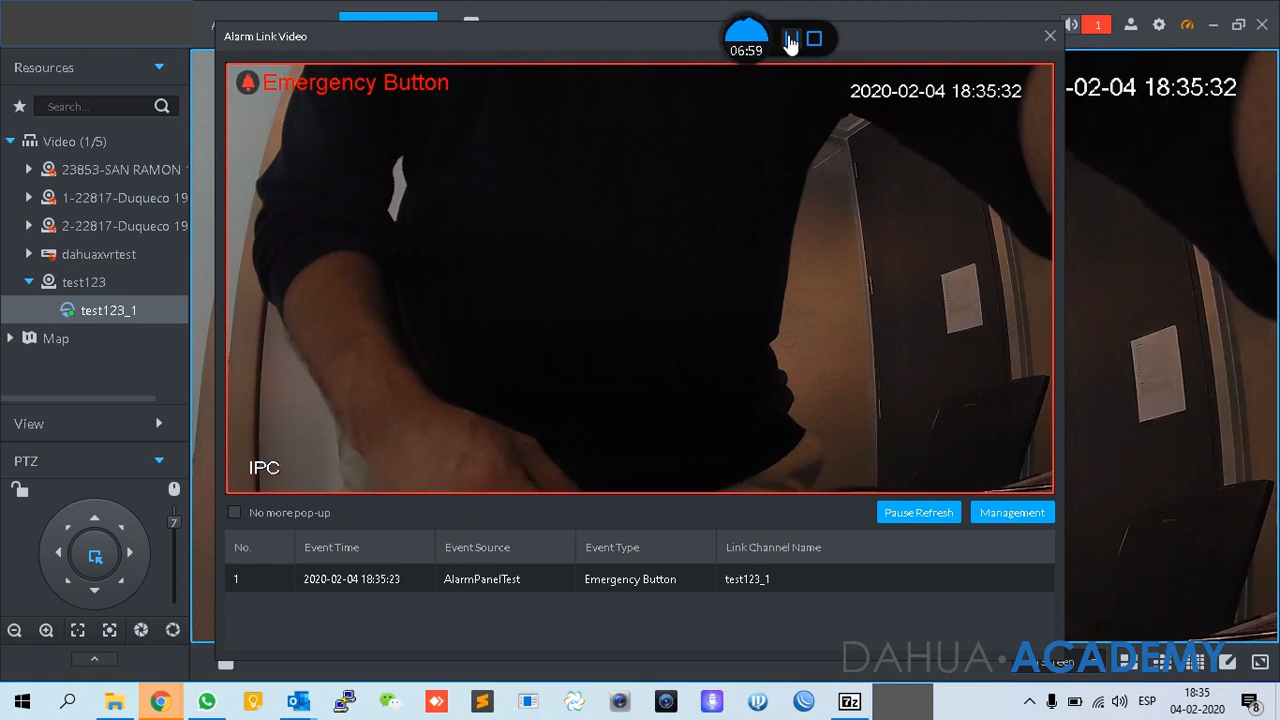 Alarm Link Video
06:59
1
Resources
Search...
Video (1/5)
23853-SAN RAMON
1-22817-Duqueco 19
2-22817-Duqueco 19
dahuaxvrtest
test123
test123_1
Map
View
PTZ
7
Emergency Button
2020-02-04 18:35:32
-02-04 18:35:32
IPC
No more pop-up
Pause Refresh
Management
No. Event Time Event Source Event Type Link Channel Name
1 2020-02-04 18:35:23 AlarmPanelTest Emergency Button test123_1
DAHUA·ACADEMY
ESP
18:35
04-02-2020
8
7z